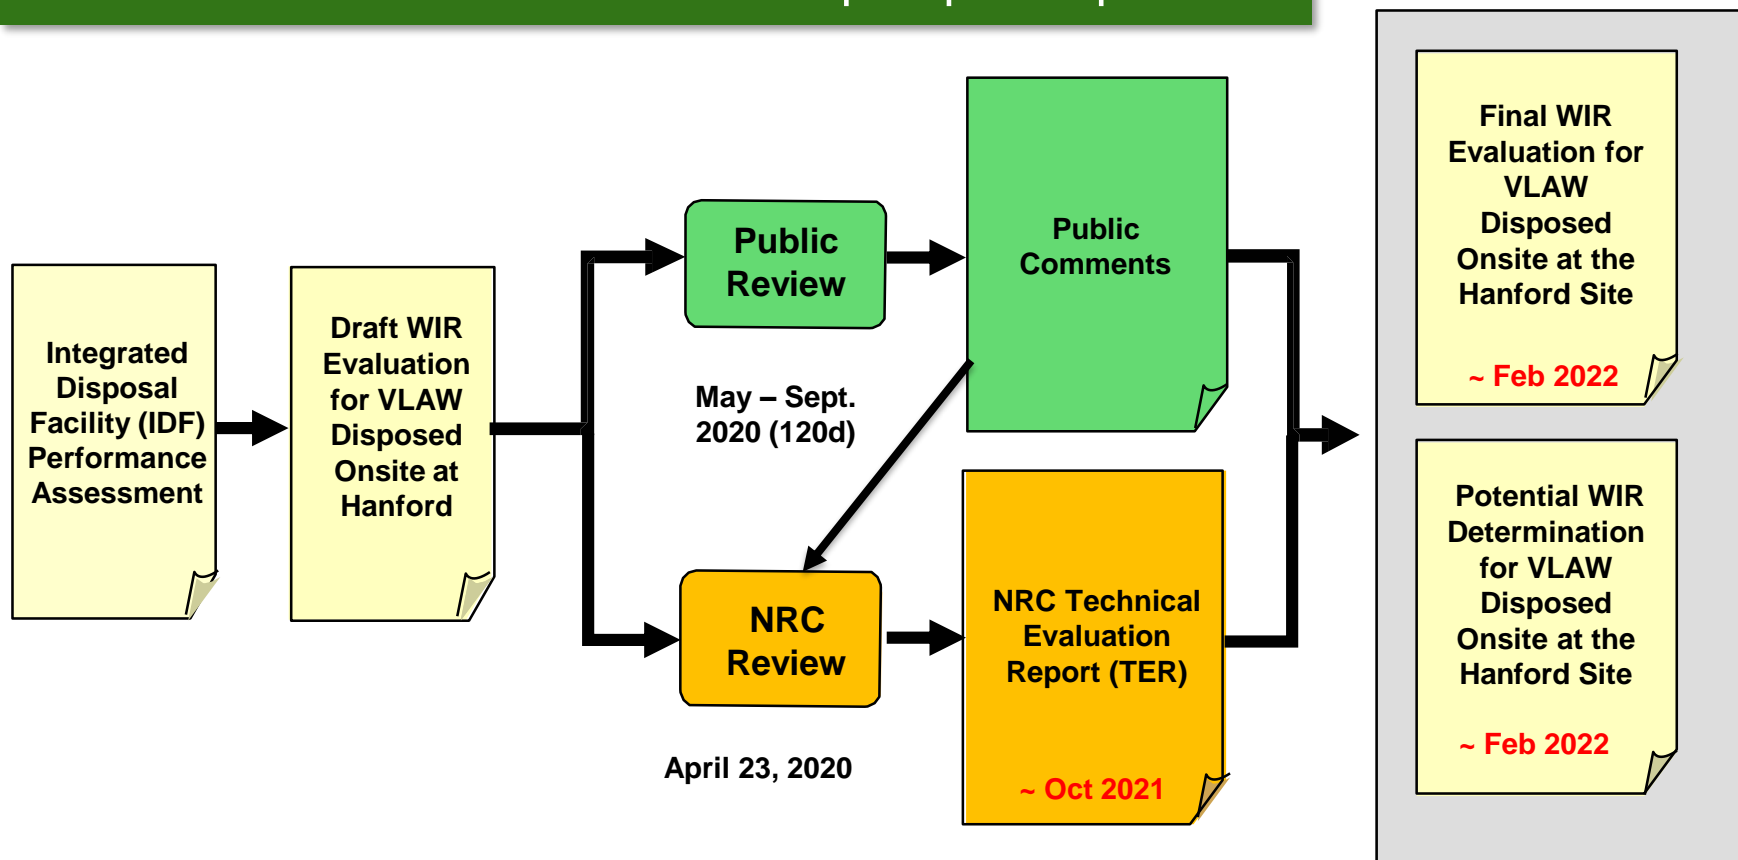 Integrated
Disposal
Facility (IDF)
Performance
Assessment
Draft WIR
Evaluation
for VLAW
Disposed
Onsite at
Hanford
Public
Review
May – Sept.
2020 (120d)
Public
Comments
NRC
Review
April 23, 2020
NRC Technical
Evaluation
Report (TER)
~ Oct 2021
Final WIR
Evaluation for
VLAW
Disposed
Onsite at the
Hanford Site
~ Feb 2022
Potential WIR
Determination
for VLAW
Disposed
Onsite at the
Hanford Site
~ Feb 2022